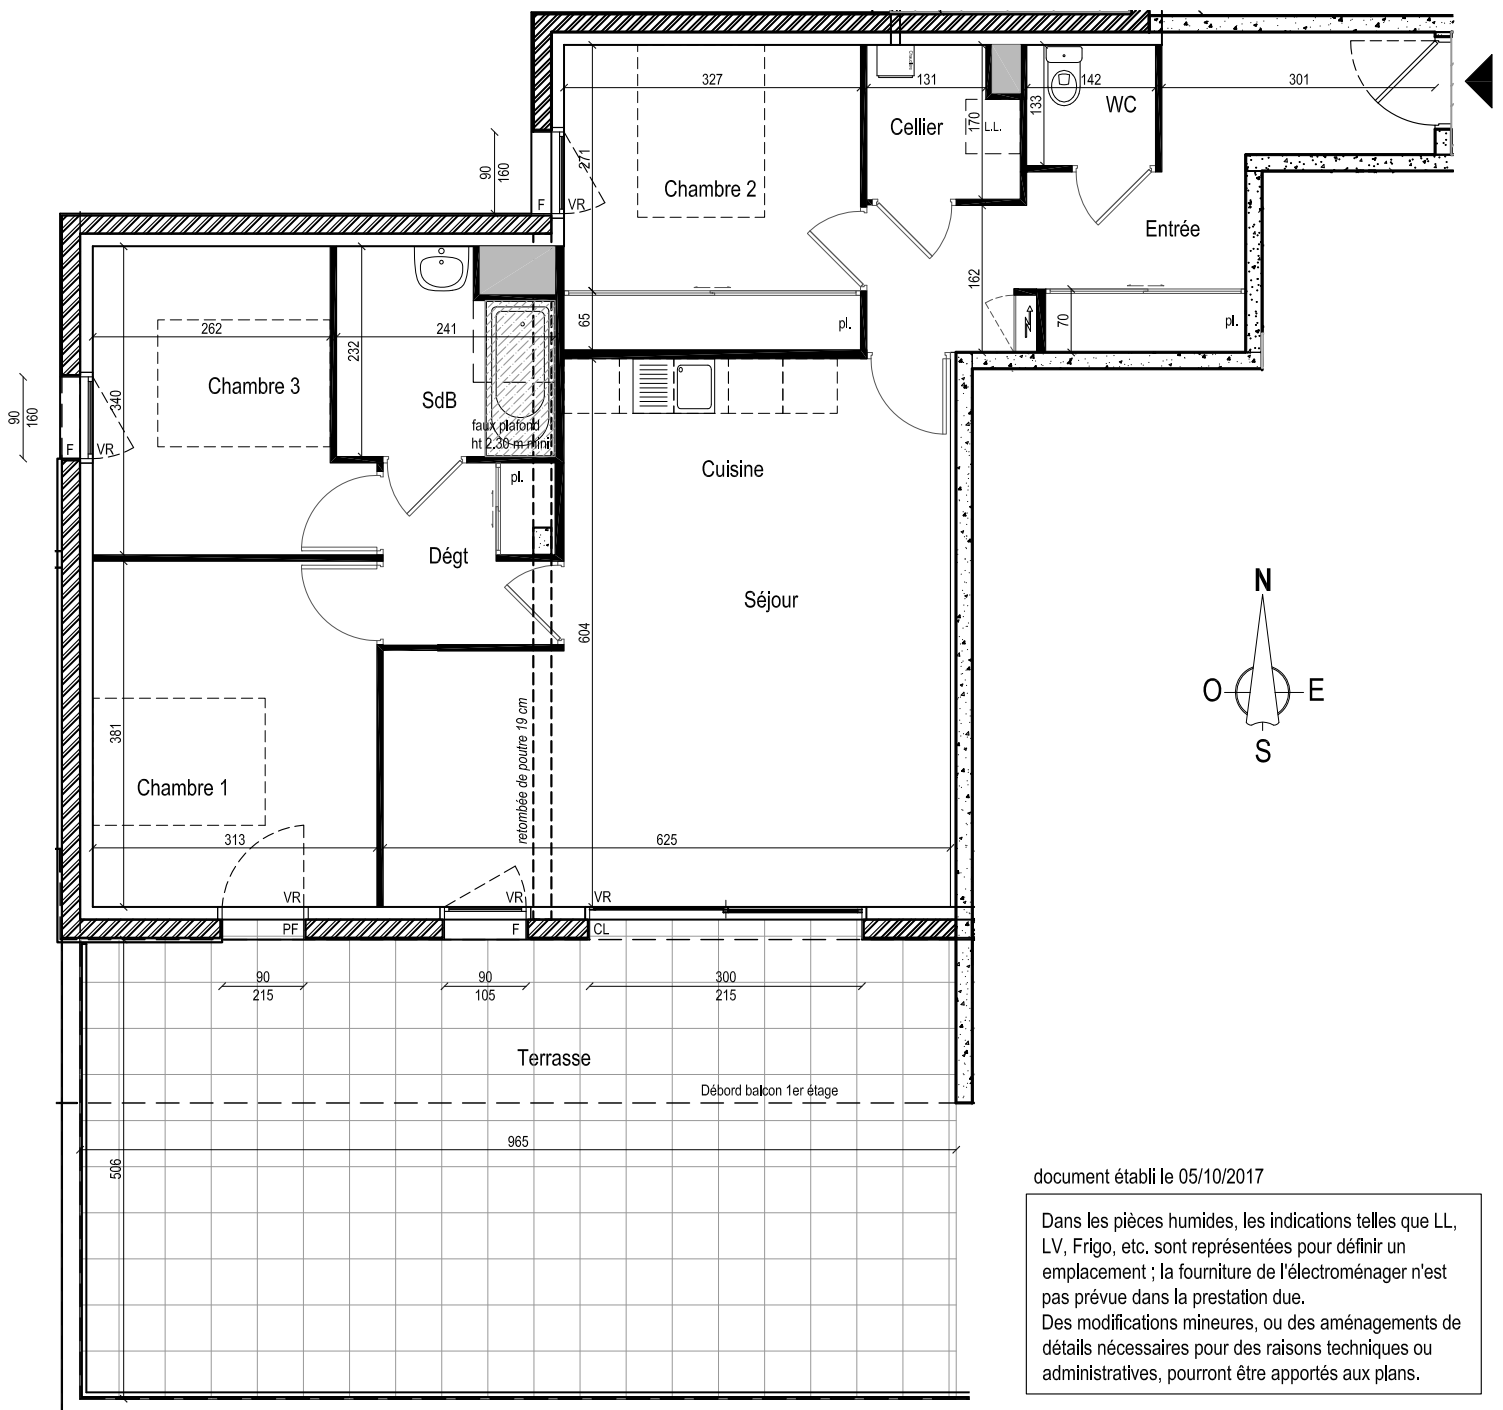 327
131
142
301
133
WC
170
Cellier
L.L.
271
90
160
Chambre 2
F
VR
Entrée
162
65
pl.
70
pl.
262
241
232
340
Chambre 3
SdB
90
160
F
VR
faux plafond
ht 2.30 m mini
pl.
Cuisine
Dégt
Séjour
604
N
O
E
S
381
retombée de poutre 19 cm
Chambre 1
313
625
VR
VR
VR
PF
F
CL
90
215
90
105
300
215
Terrasse
Débord balcon 1er étage
965
506
document établi le 05/10/2017
Dans les pièces humides, les indications telles que LL,
LV, Frigo, etc. sont représentées pour définir un
emplacement ; la fourniture de l'électroménager n'est
pas prévue dans la prestation due.
Des modifications mineures, ou des aménagements de
détails nécessaires pour des raisons techniques ou
administratives, pourront être apportés aux plans.